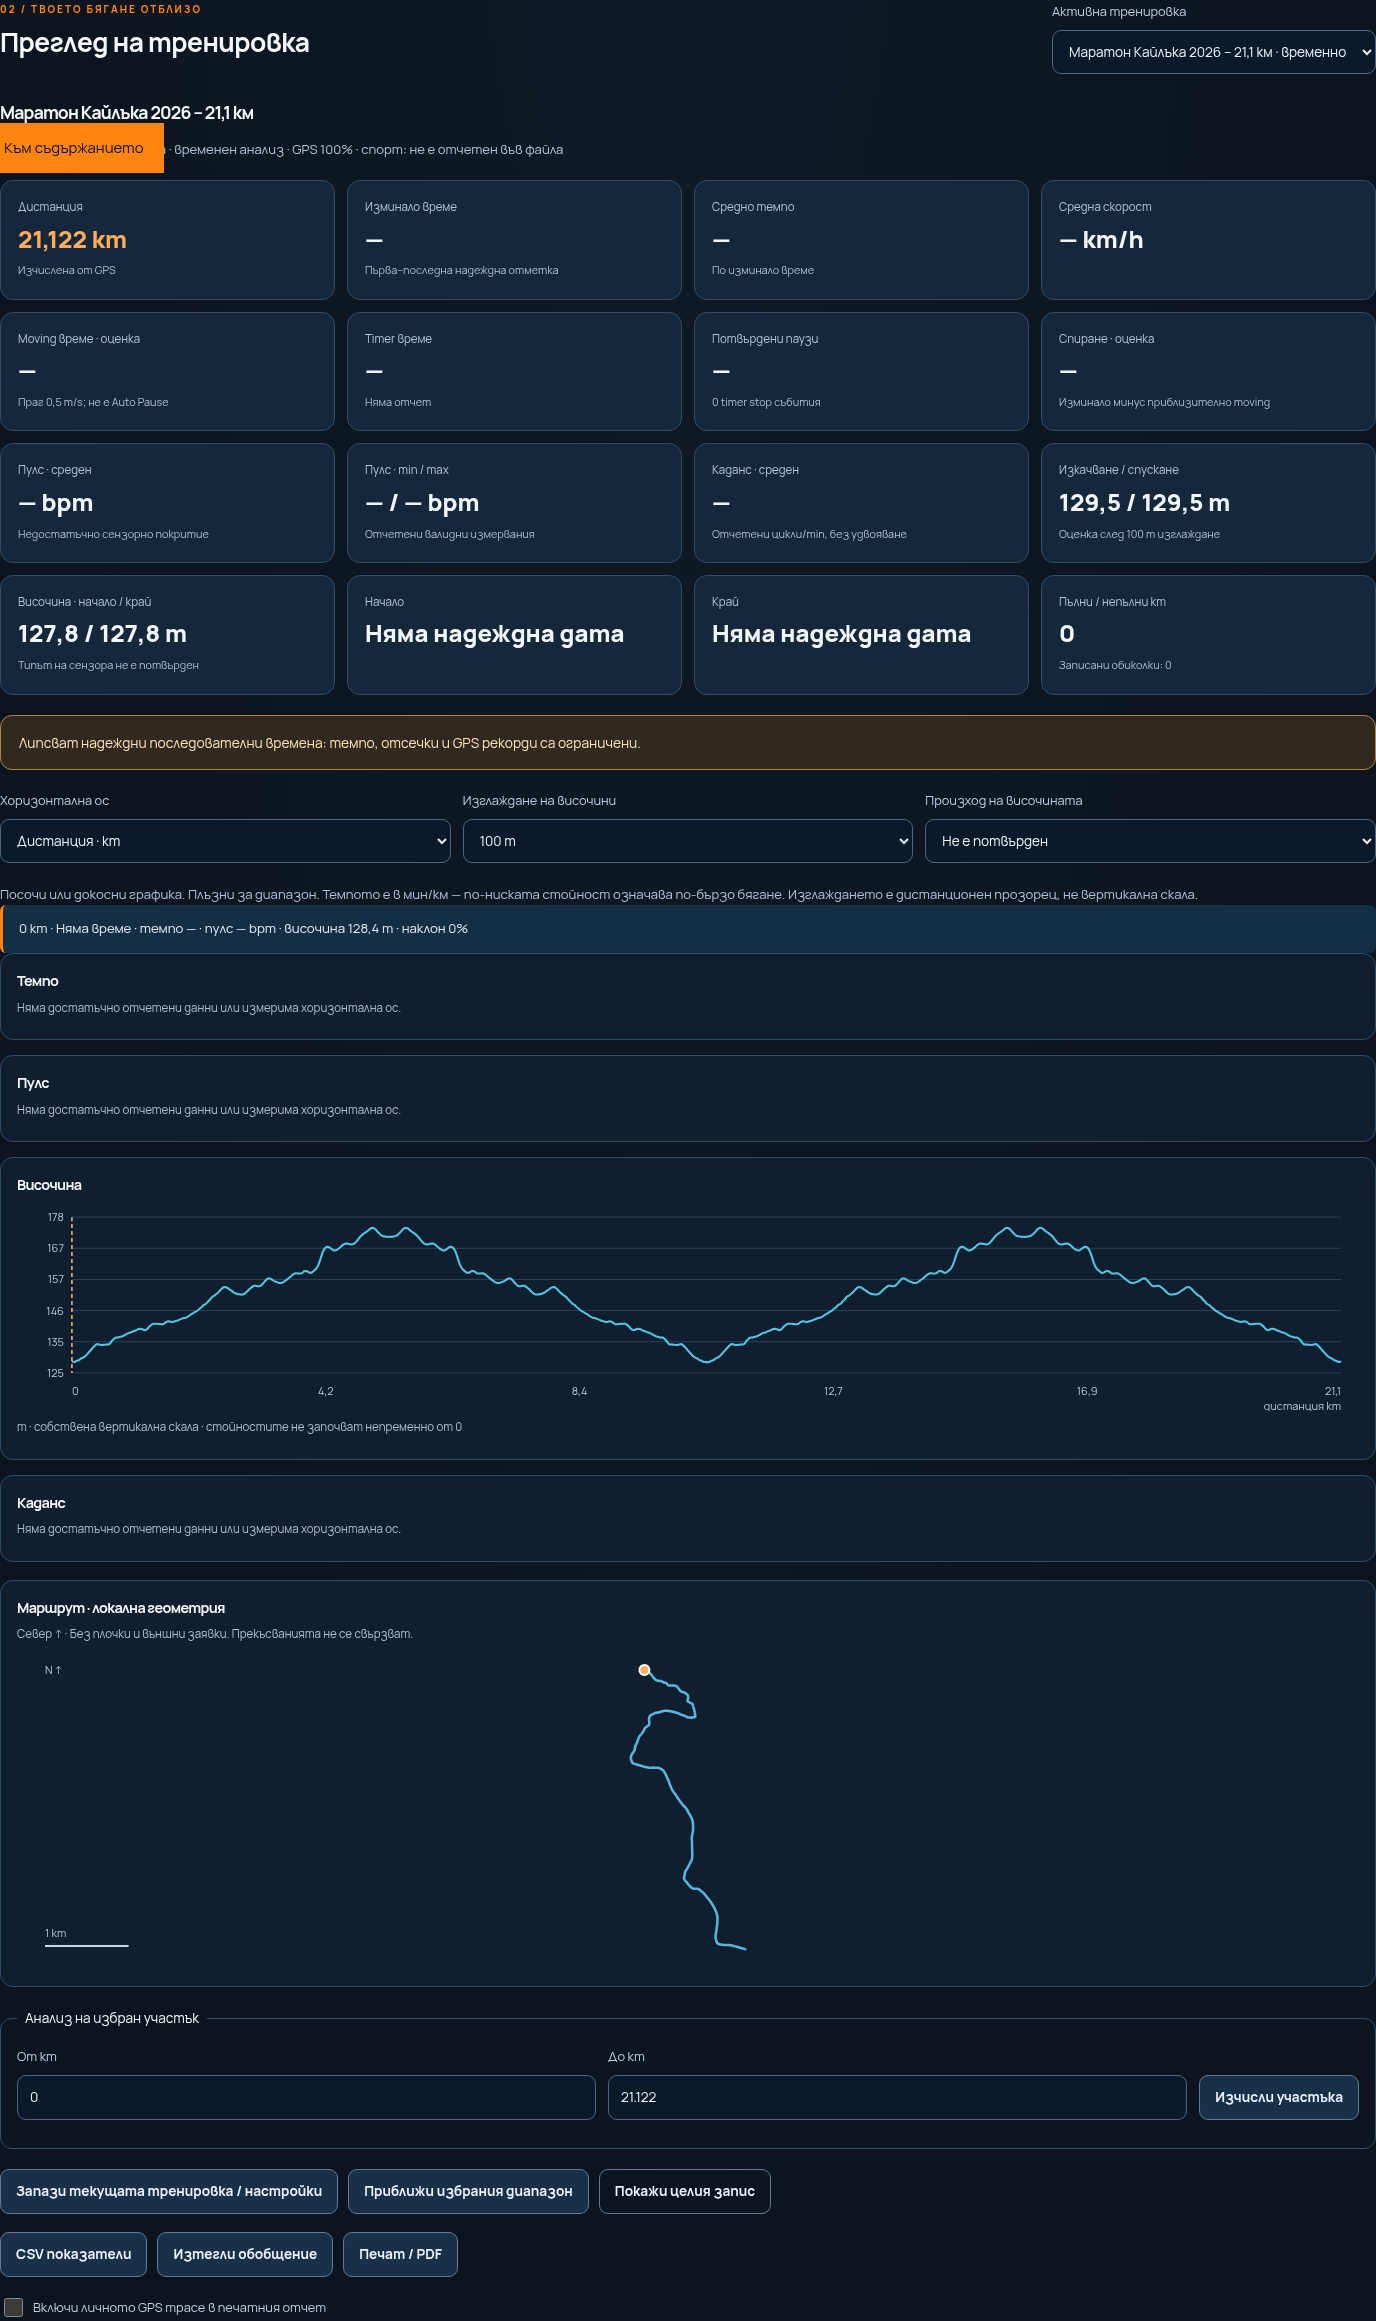 02 / ТВОЕТО БЯГАНЕ ОТБЛИЗО
Преглед на тренировка
Активна тренировка
Маратон Кайлъка 2026 – 21,1 км · временно
Маратон Кайлъка 2026 – 21,1 км
Към съдържанието
· временен анализ · GPS 100% · спорт: не е отчетен във файла
Дистанция
21,122 km
Изчислена от GPS
Изминало време
—
Първа–последна надеждна отметка
Средно темпо
—
По изминало време
Средна скорост
— km/h
Moving време · оценка
—
Праг 0,5 m/s; не е Auto Pause
Timer време
—
Няма отчет
Потвърдени паузи
—
0 timer stop събития
Спиране · оценка
—
Изминало минус приблизително moving
Пулс · среден
— bpm
Недостатъчно сензорно покритие
Пулс · min / max
— / — bpm
Отчетени валидни измервания
Каданс · среден
—
Отчетени цикли/min, без удвояване
Изкачване / спускане
129,5 / 129,5 m
Оценка след 100 m изглаждане
Височина · начало / край
127,8 / 127,8 m
Типът на сензора не е потвърден
Начало
Няма надеждна дата
Край
Няма надеждна дата
Пълни / непълни km
0
Записани обиколки: 0
Липсват надеждни последователни времена: темпо, отсечки и GPS рекорди са ограничени.
Хоризонтална ос
Дистанция · km
Изглаждане на височини
100 m
Произход на височината
Не е потвърден
Посочи или докосни графика. Плъзни за диапазон. Темпото е в мин/км — по-ниската стойност означава по-бързо бягане. Изглаждането е дистанционен прозорец, не вертикална скала.
0 km · Няма време · темпо — · пулс — bpm · височина 128,4 m · наклон 0%
Темпо
Няма достатъчно отчетени данни или измерима хоризонтална ос.
Пулс
Няма достатъчно отчетени данни или измерима хоризонтална ос.
Височина
178
167
157
146
135
125
0
4,2
8,4
12,7
16,9
21,1
дистанция km
m · собствена вертикална скала · стойностите не започват непременно от 0
Каданс
Няма достатъчно отчетени данни или измерима хоризонтална ос.
Маршрут · локална геометрия
Север ↑ · Без плочки и външни заявки. Прекъсванията не се свързват.
N ↑
1 km
Анализ на избран участък
От km
0
До km
21.122
Изчисли участъка
Запази текущата тренировка / настройки
Приближи избрания диапазон
Покажи целия запис
CSV показатели
Изтегли обобщение
Печат / PDF
Включи личното GPS трасе в печатния отчет